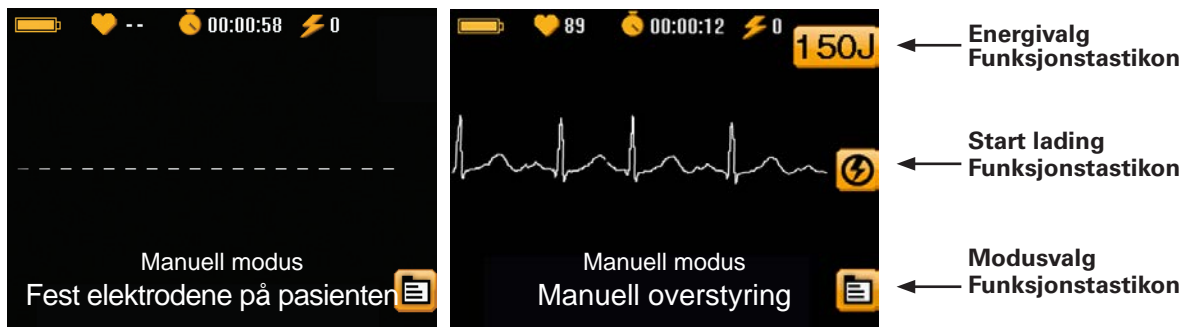 -- 00:00:58 0
Manuell modus
Fest elektrodene på pasienten
89 00:00:12 0
150J
Manuell modus
Manuell overstyring
Energivalg
Funksjonstastikon
Start lading
Funksjonstastikon
Modusvalg
Funksjonstastikon